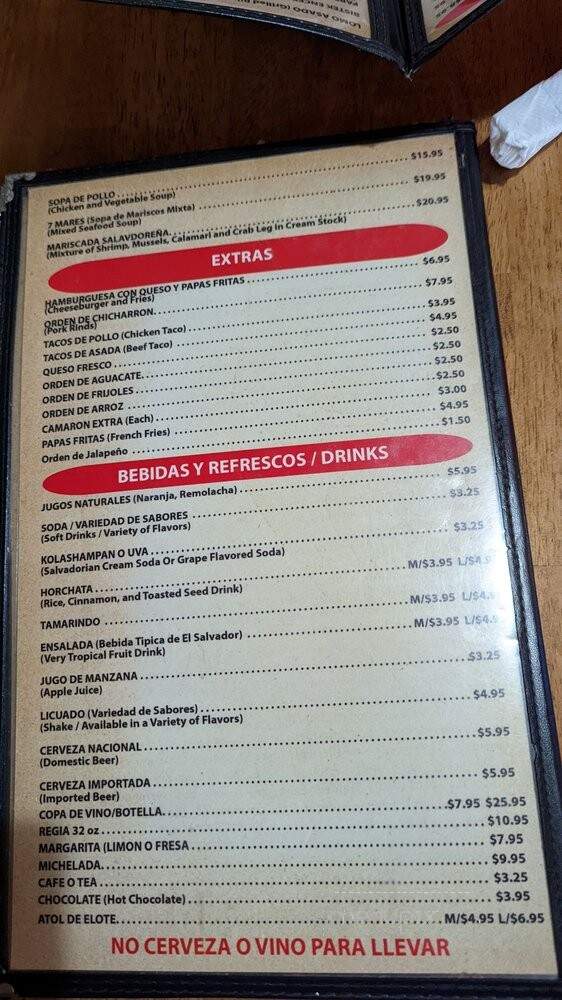 LOMO ASADO (Grilled
BISTEK
SOPA DE POLLO ........ $15.95
(Chicken and Vegetable Soup)
7 MARES (Sopa de Mariscos Mixta) ........ $19.95
(Mixed Seafood Soup)
MARISCADA SALAVDOREÑA ........ $20.95
(Mixture of Shrimp, Mussels, Calamari and Crab Leg in Cream Stock)
EXTRAS
HAMBURGUESA CON QUESO Y PAPAS FRITAS ........ $6.95
(Cheeseburger and Fries)
ORDEN DE CHICHARRON ........ $7.95
(Pork Rinds)
TACOS DE POLLO (Chicken Taco) ........ $3.95
TACOS DE ASADA (Beef Taco) ........ $4.95
QUESO FRESCO ........ $2.50
ORDEN DE AGUACATE ........ $2.50
ORDEN DE FRIJOLES ........ $2.50
ORDEN DE ARROZ ........ $2.50
CAMARON EXTRA (Each) ........ $3.00
PAPAS FRITAS (French Fries) ........ $4.95
Orden de Jalapeño ........ $1.50
BEBIDAS Y REFRESCOS / DRINKS
JUGOS NATURALES (Naranja, Remolacha) ........ $5.95
SODA / VARIEDAD DE SABORES ........ $3.25
(Soft Drinks / Variety of Flavors)
KOLASHAMPAN O UVA ........ $3.25
(Salvadorian Cream Soda Or Grape Flavored Soda)
HORCHATA ........ M/$3.95 L/$4.9
(Rice, Cinnamon, and Toasted Seed Drink)
TAMARINDO ........ M/$3.95 L/$4.
ENSALADA (Bebida Tipica de El Salvador) ........ M/$3.95 L/$4.
(Very Tropical Fruit Drink)
JUGO DE MANZANA ........ $3.25
(Apple Juice)
LICUADO (Variedad de Sabores) ........ $4.95
(Shake / Available in a Variety of Flavors)
CERVEZA NACIONAL ........ $5.95
(Domestic Beer)
CERVEZA IMPORTADA ........ $5.95
(Imported Beer)
COPA DE VINO/BOTELLA ........ $7.95 $25.95
REGIA 32 oz ........ $10.95
MARGARITA (LIMON O FRESA ........ $7.95
MICHELADA ........ $9.95
CAFE O TEA ........ $3.25
CHOCOLATE (Hot Chocolate) ........ $3.95
ATOL DE ELOTE ........ M/$4.95 L/$6.95
NO CERVEZA O VINO PARA LLEVAR